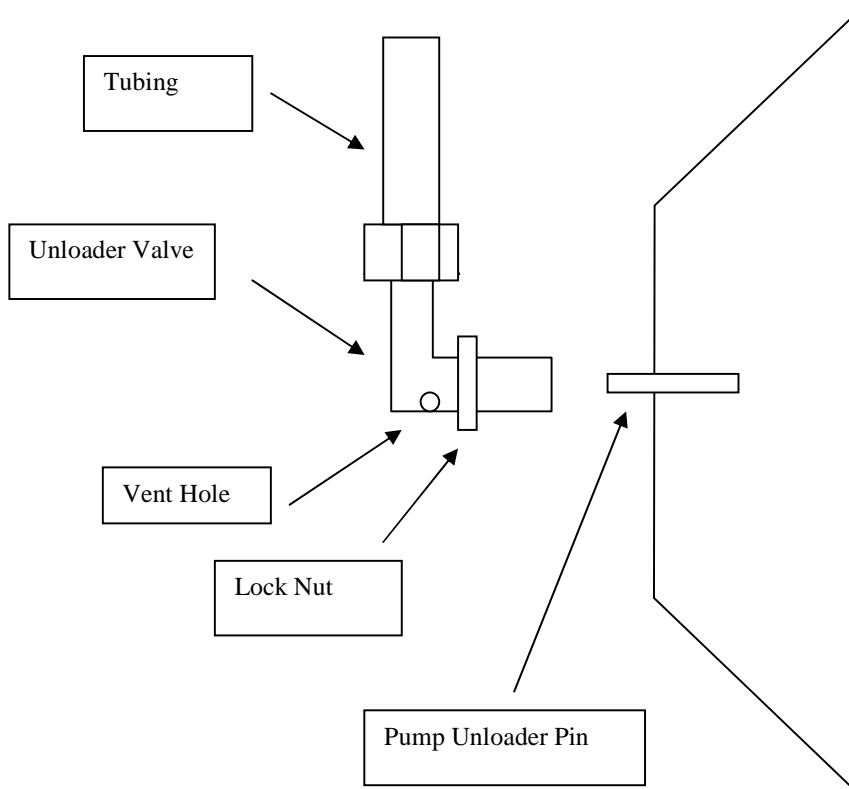 Tubing
Unloader Valve
Vent Hole
Lock Nut
Pump Unloader Pin